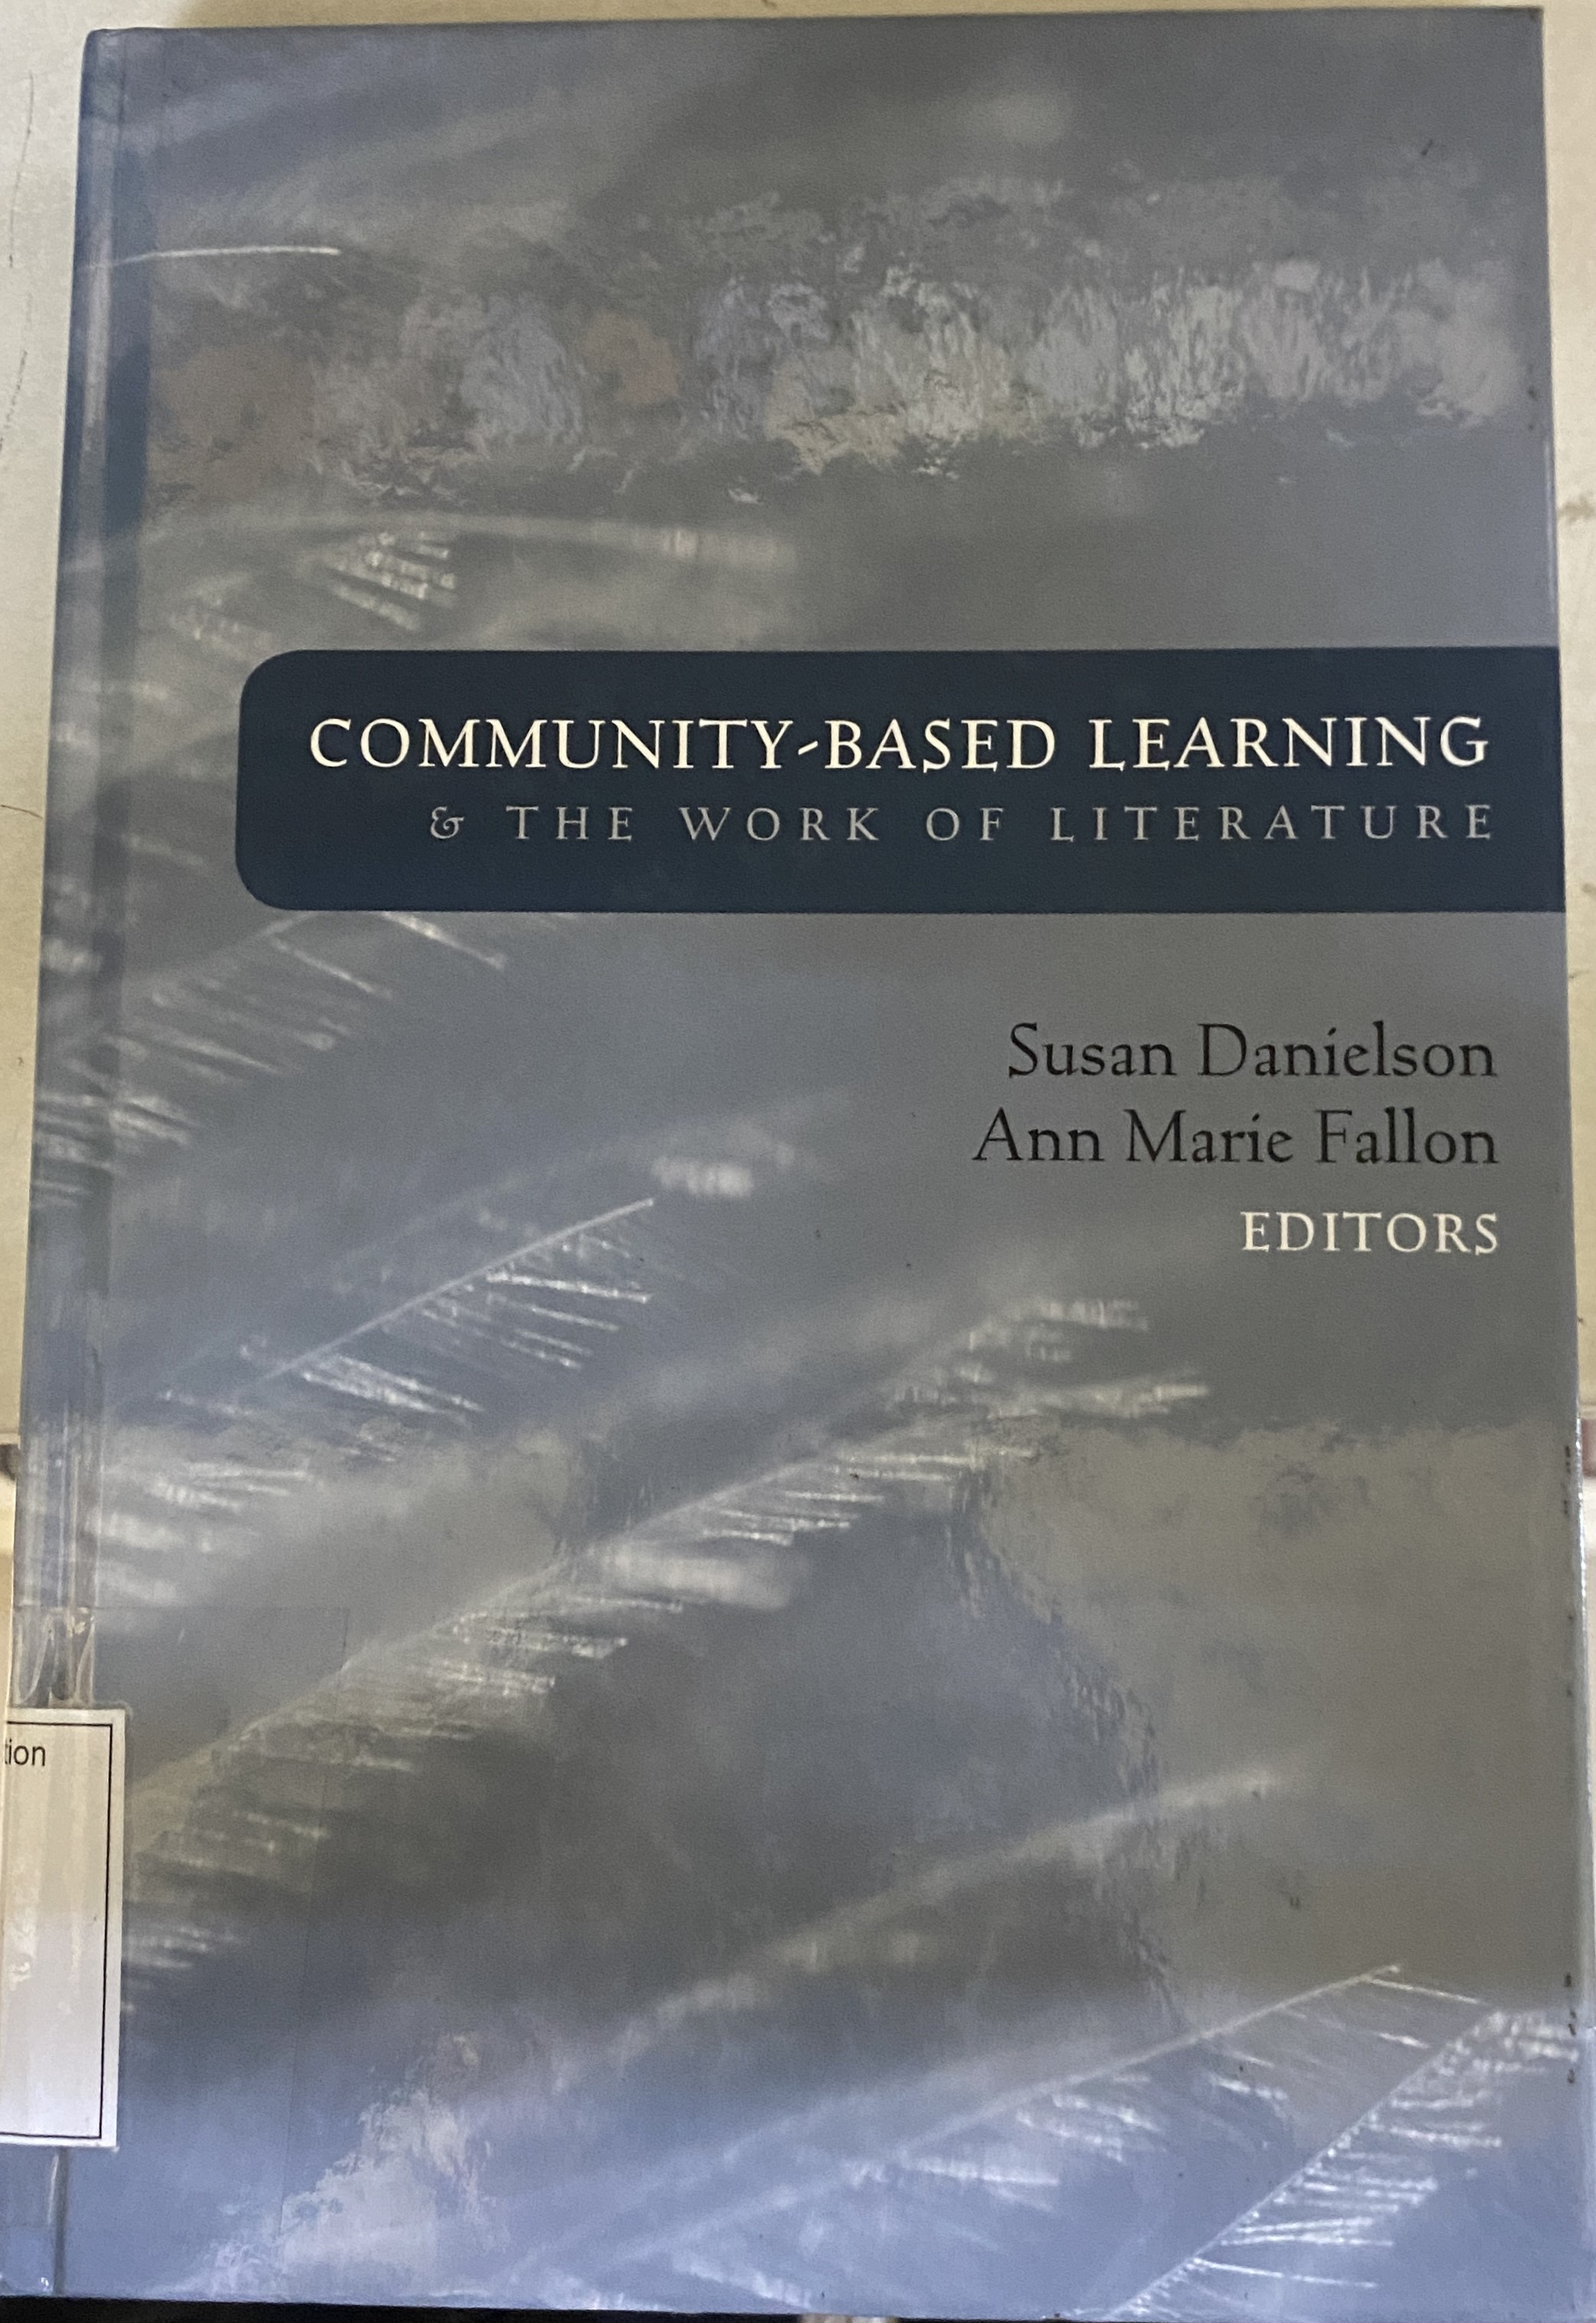 COMMUNITY-BASED LEARNING
& THE WORK OF LITERATURE
Susan Danielson
Ann Marie Fallon
EDITORS
tion